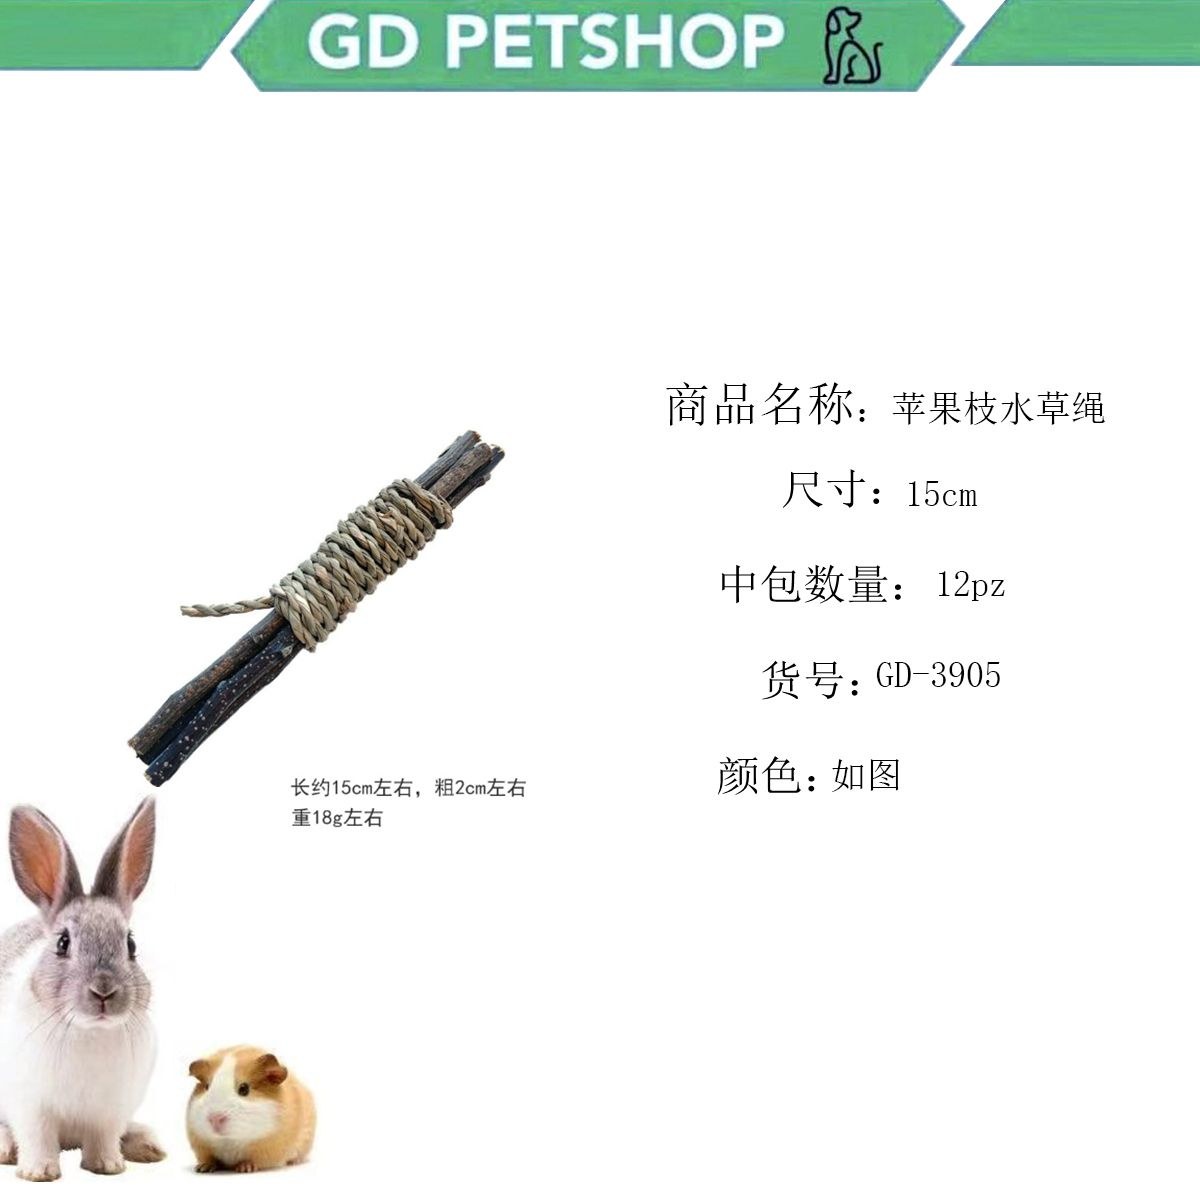 GD PETSHOP
商品名称：苹果枝水草绳
尺寸：15cm
中包数量：12pz
货号：GD-3905
颜色：如图
长约15cm左右，粗2cm左右
重18g左右